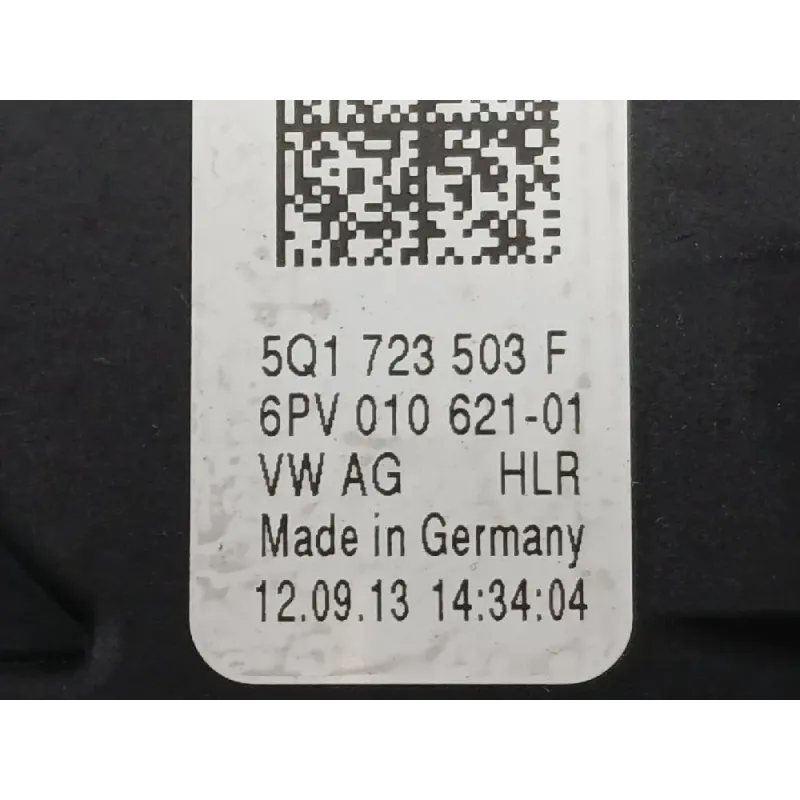 5Q1 723 503 F
6PV 010 621-01
VW AG HLR
Made in Germany
12.09.13 14:34:04